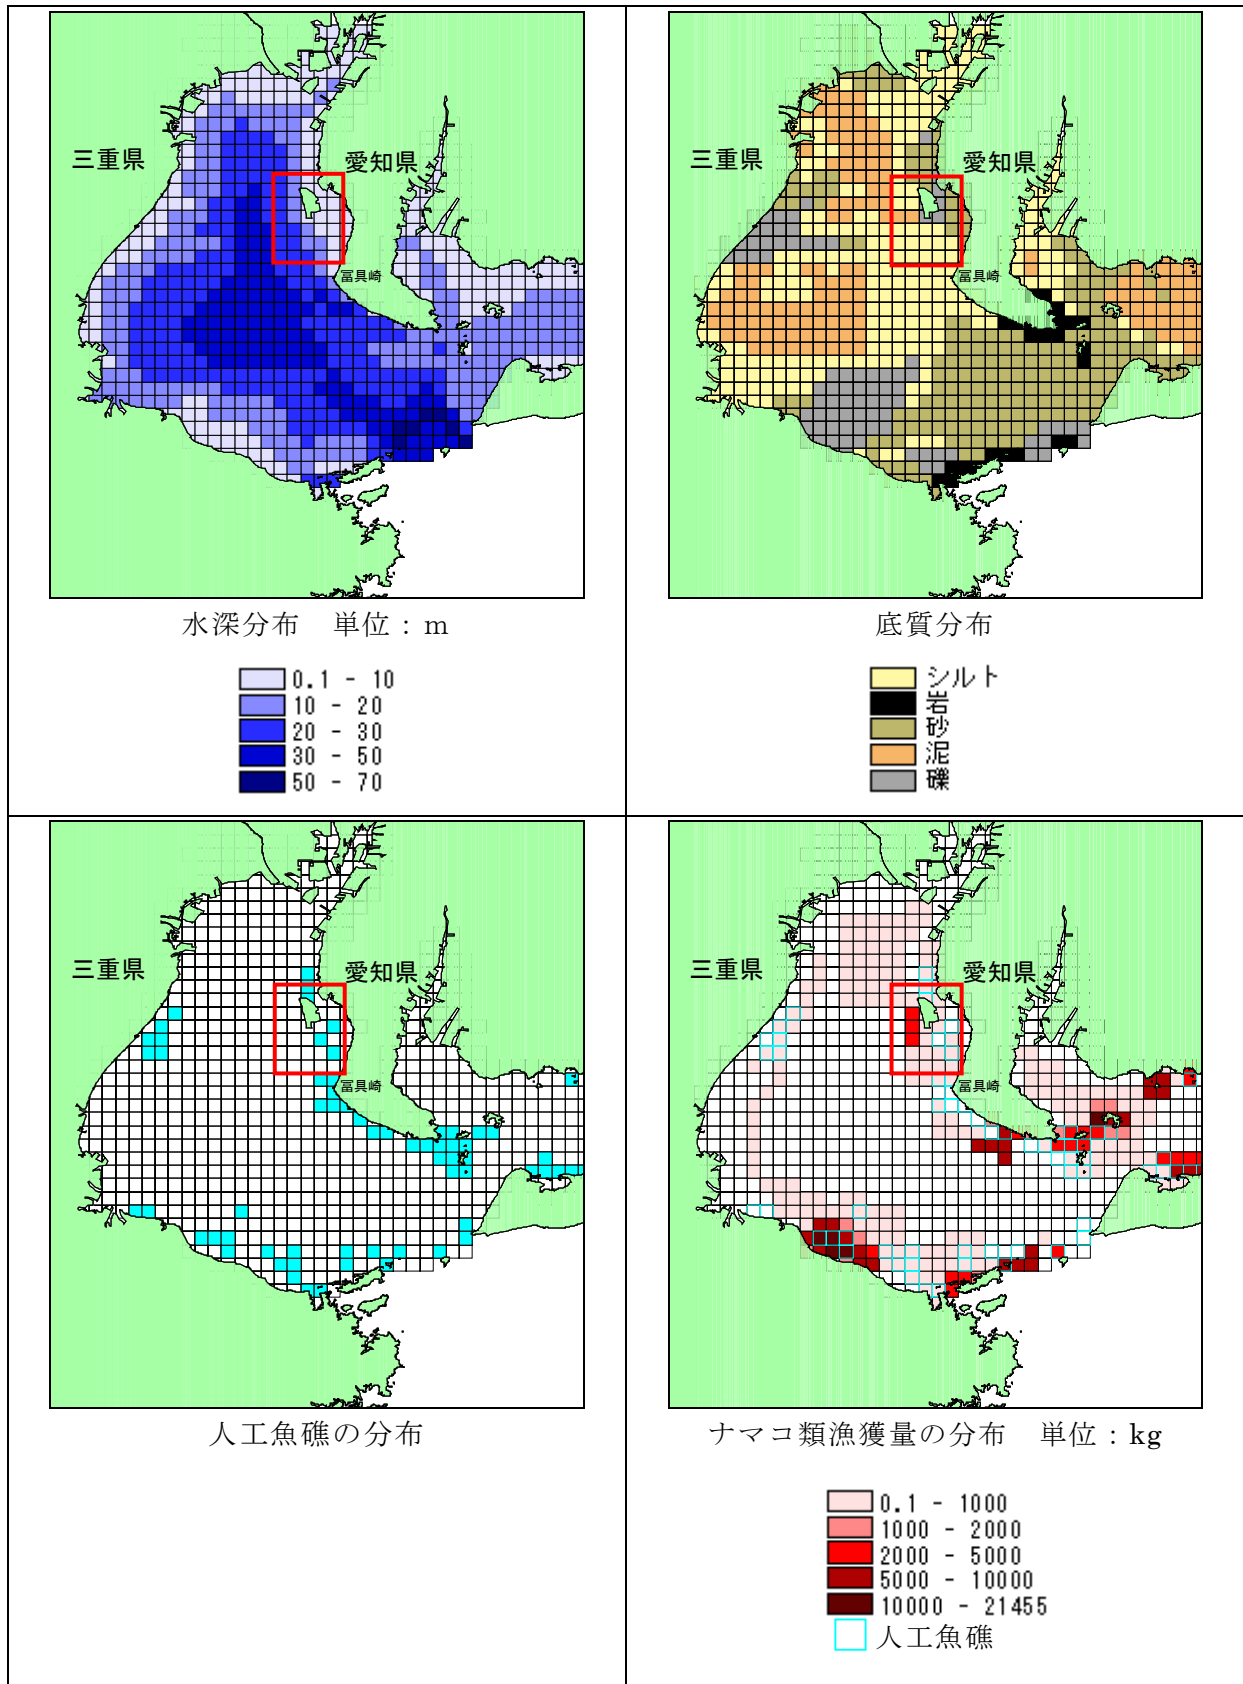 三重県
愛知県
冨具崎
水深分布　単位：m
0.1 - 10
10 - 20
20 - 30
30 - 50
50 - 70
三重県
愛知県
冨具崎
底質分布
シルト
岩
砂
泥
礫
三重県
愛知県
冨具崎
人工魚礁の分布
三重県
愛知県
冨具崎
ナマコ類漁獲量の分布　単位：kg
0.1 - 1000
1000 - 2000
2000 - 5000
5000 - 10000
10000 - 21455
人工魚礁